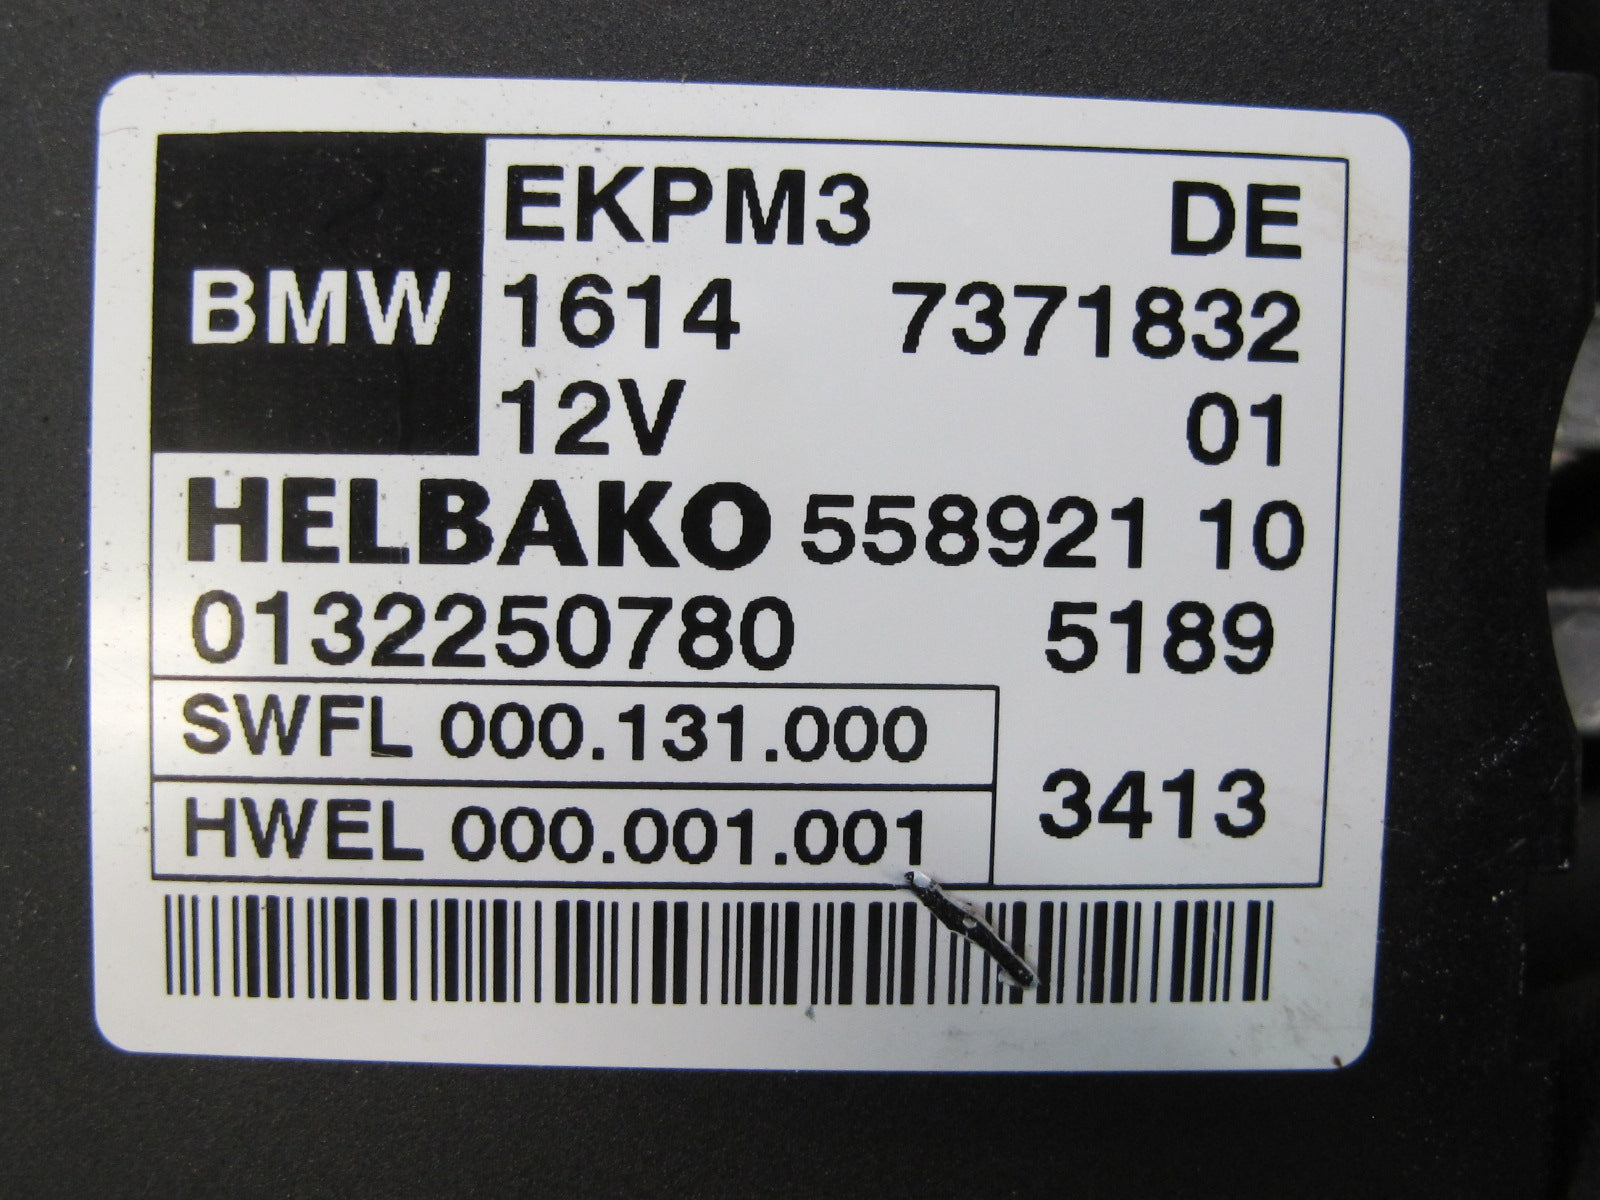 EKPM3 DE
BMW 1614 7371832
12V 01
HELBAKO 558921 10
0132250780 5189
SWFL 000.131.000
HWEL 000.001.001 3413